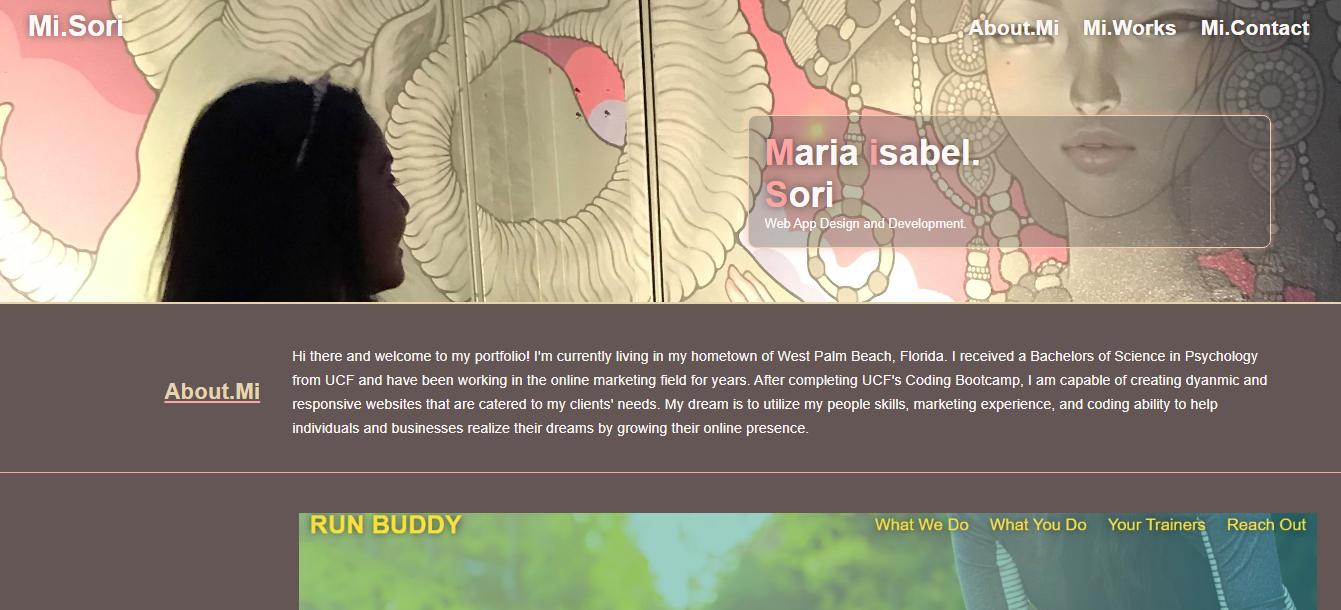 Mi.Sori
About.Mi Mi.Works Mi.Contact
Maria isabel.
Sori
Web App Design and Development.
About.Mi
Hi there and welcome to my portfolio! I'm currently living in my hometown of West Palm Beach, Florida. I received a Bachelors of Science in Psychology
from UCF and have been working in the online marketing field for years. After completing UCF's Coding Bootcamp, I am capable of creating dyanmic and
responsive websites that are catered to my clients' needs. My dream is to utilize my people skills, marketing experience, and coding ability to help
individuals and businesses realize their dreams by growing their online presence.
RUN BUDDY
What We Do What You Do Your Trainers Reach Out